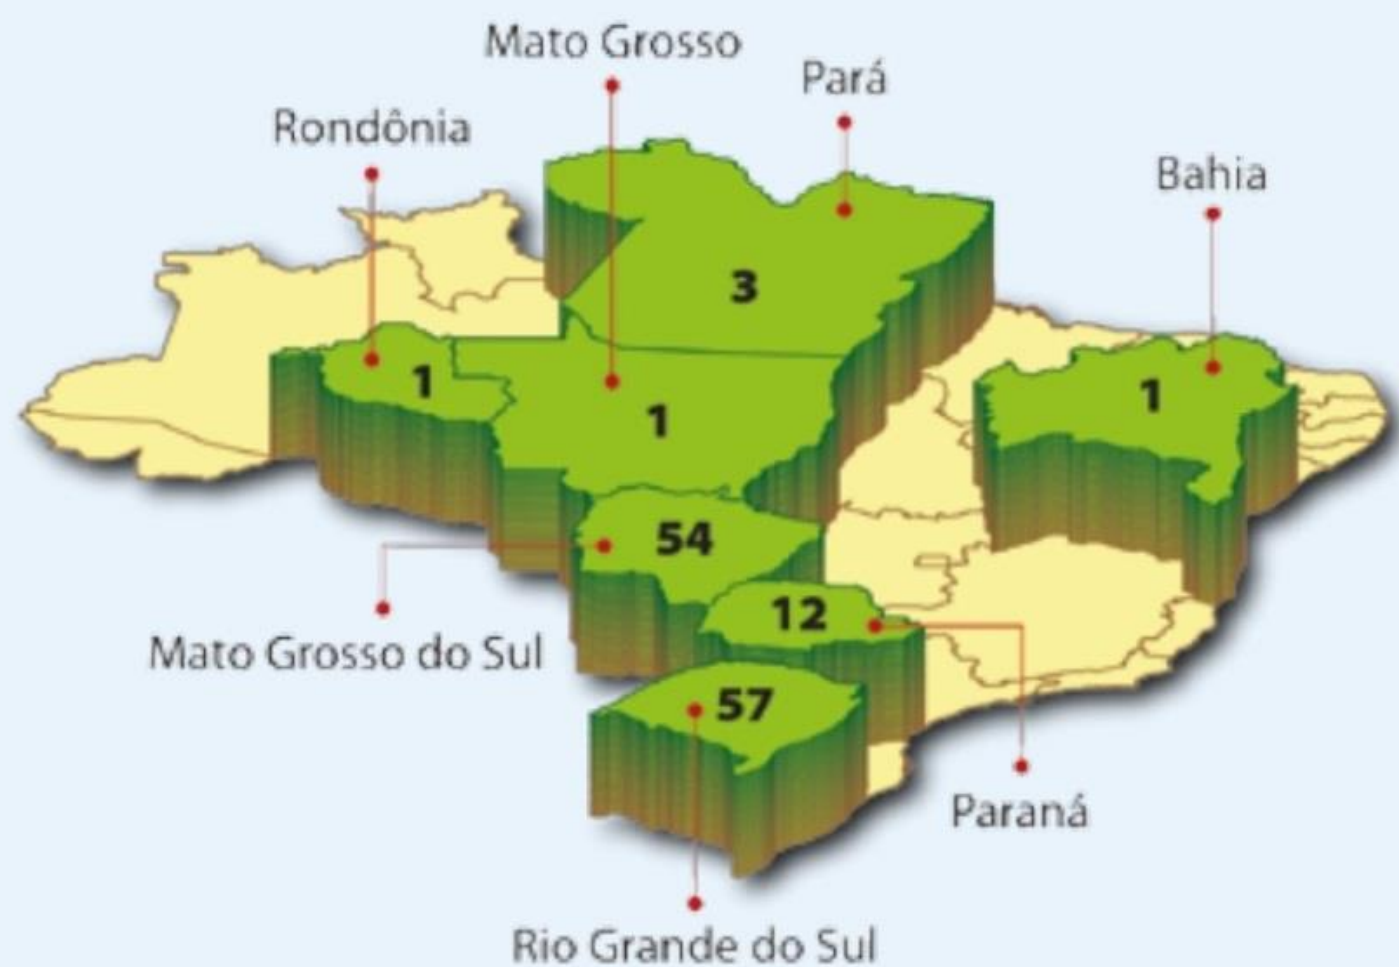 Mato Grosso
Pará
Rondônia
Bahia
3
1
1
1
54
12
Mato Grosso do Sul
57
Paraná
Rio Grande do Sul